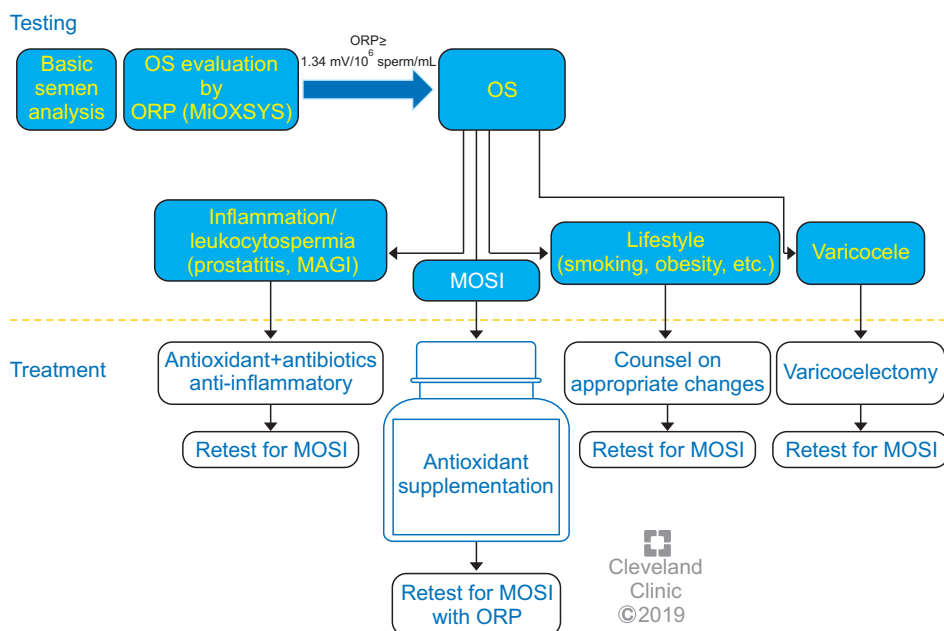 Testing
Basic
semen
analysis
OS evaluation
by
ORP (MiOXSYS)
ORP≥
1.34 mV/10⁶ sperm/mL
OS
Inflammation/
leukocytospermia
(prostatitis, MAGI)
MOSI
Lifestyle
(smoking, obesity, etc.)
Varicocele
Treatment
Antioxidant+antibiotics
anti-inflammatory
Retest for MOSI
Antioxidant
supplementation
Retest for MOSI
with ORP
Counsel on
appropriate changes
Retest for MOSI
Varicocelectomy
Retest for MOSI
Cleveland
Clinic
©2019